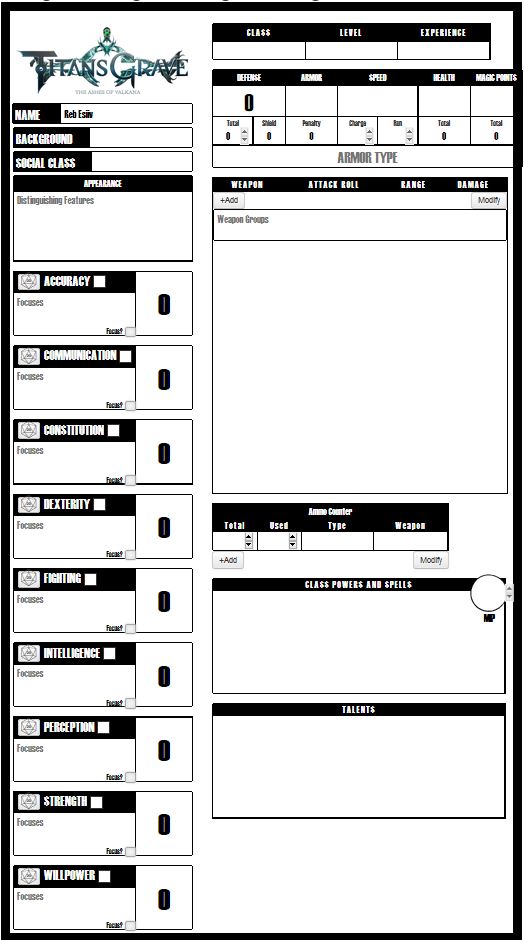 TITANSGRAVE
THE ASHES OF VALKANA
NAME Reb Esiiv
BACKGROUND
SOCIAL CLASS
APPEARANCE
Distinguishing Features
ACCURACY
Focuses
0
Focus?
COMMUNICATION
Focuses
0
Focus?
CONSTITUTION
Focuses
0
Focus?
DEXTERITY
Focuses
0
Focus?
FIGHTING
Focuses
0
Focus?
INTELLIGENCE
Focuses
0
Focus?
PERCEPTION
Focuses
0
Focus?
STRENGTH
Focuses
0
Focus?
WILLPOWER
Focuses
0
Focus?
CLASS LEVEL EXPERIENCE
DEFENSE ARMOR SPEED HEALTH MAGIC POINTS
0
Total Shield Penalty Charge Run Total Total
0 0 0 0 0
ARMOR TYPE
WEAPON ATTACK ROLL RANGE DAMAGE
+Add Modify
Weapon Groups
Ammo Counter
Total Used Type Weapon
+Add Modify
CLASS POWERS AND SPELLS
MP
TALENTS